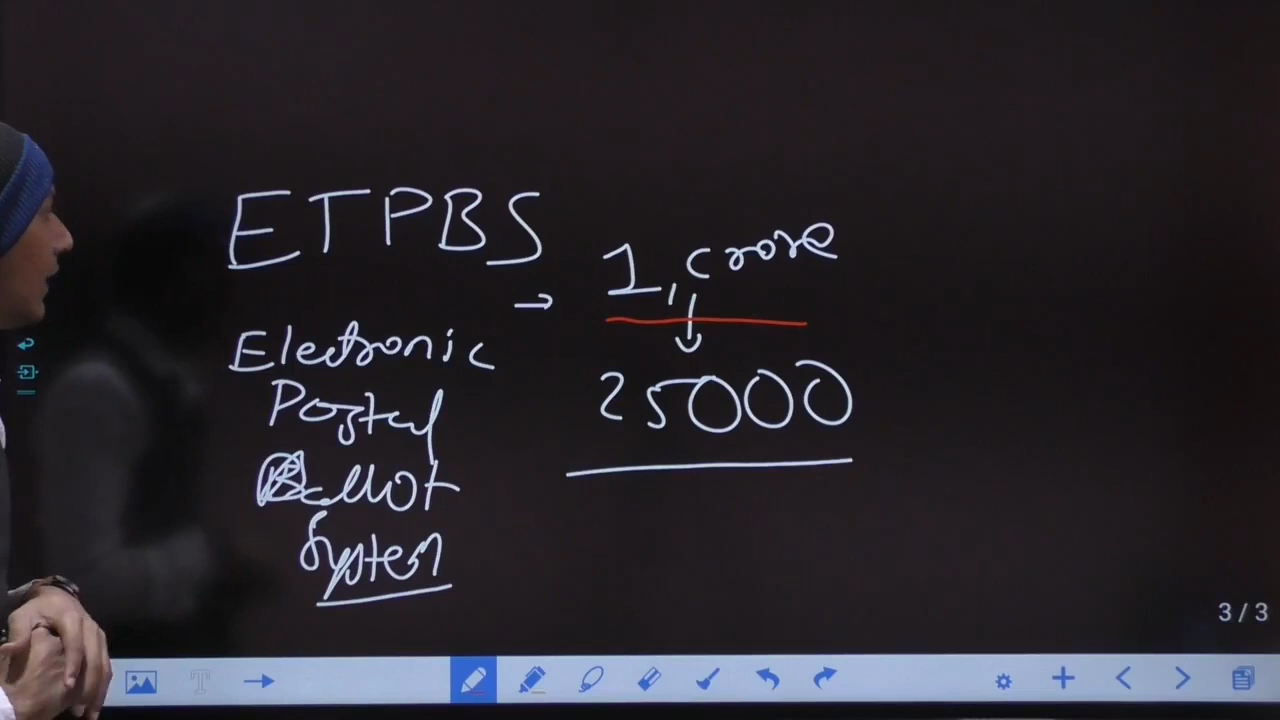 ETPBS
Electronic
Postal
Ballot
System
→ 1, crore
25000
3 / 3
T